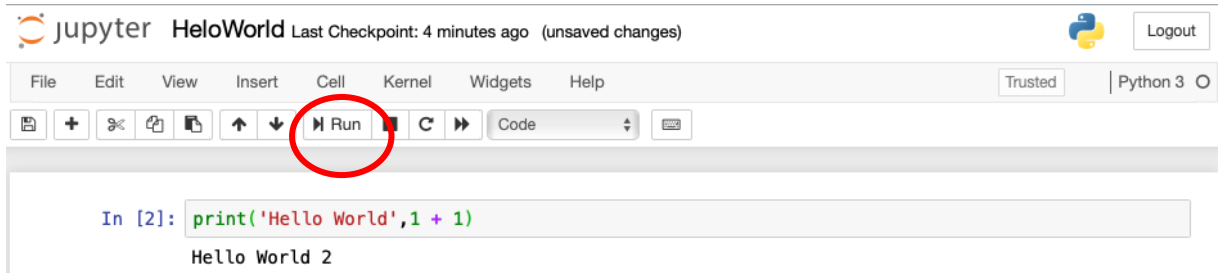 jupyter HeloWorld Last Checkpoint: 4 minutes ago (unsaved changes) Logout
File Edit View Insert Cell Kernel Widgets Help Trusted Python 3
Run Code
In [2]: print('Hello World',1 + 1)
Hello World 2